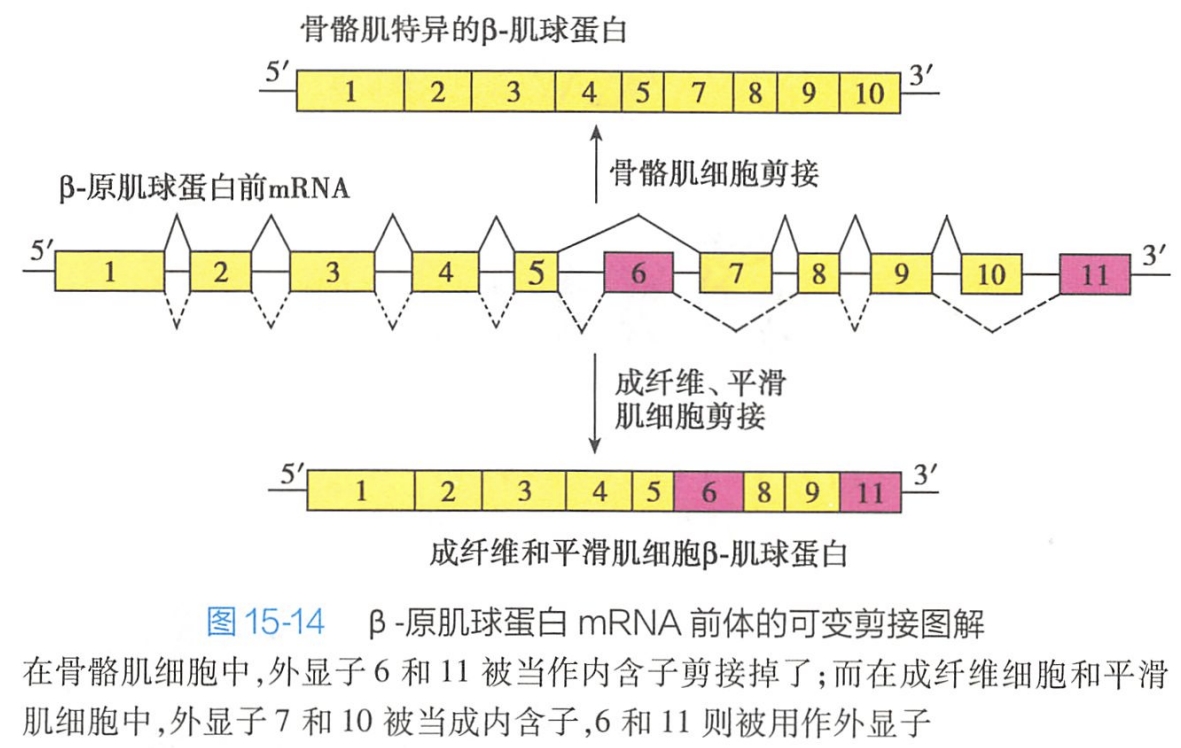 骨骼肌特异的β-肌球蛋白
5′ 1 2 3 4 5 7 8 9 10 3′
骨骼肌细胞剪接
β-原肌球蛋白前mRNA
5′ 1 2 3 4 5 6 7 8 9 10 11 3′
成纤维、平滑
肌细胞剪接
5′ 1 2 3 4 5 6 8 9 11 3′
成纤维和平滑肌细胞β-肌球蛋白
图 15-14 β-原肌球蛋白 mRNA 前体的可变剪接图解
在骨骼肌细胞中,外显子 6 和 11 被当作内含子剪接掉了;而在成纤维细胞和平滑
肌细胞中,外显子 7 和 10 被当成内含子,6 和 11 则被用作外显子